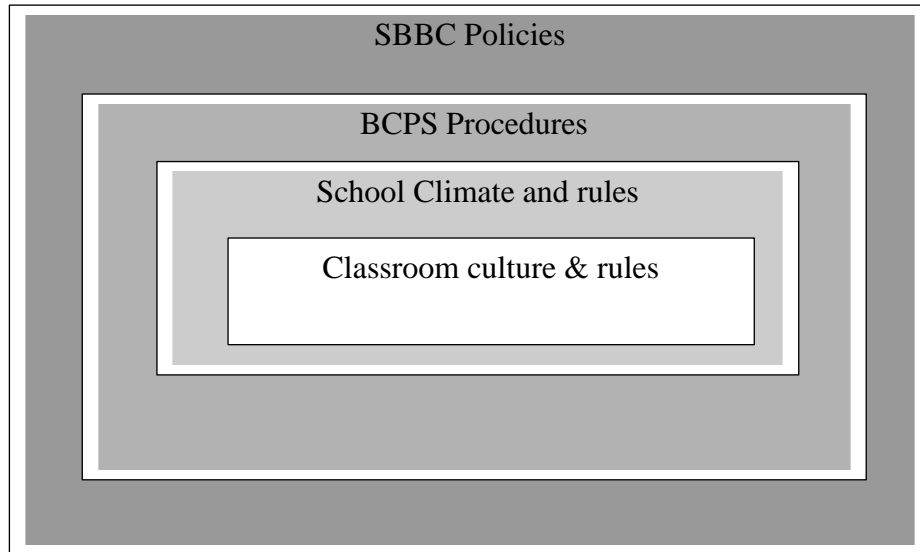 SBBC Policies
BCPS Procedures
School Climate and rules
Classroom culture & rules